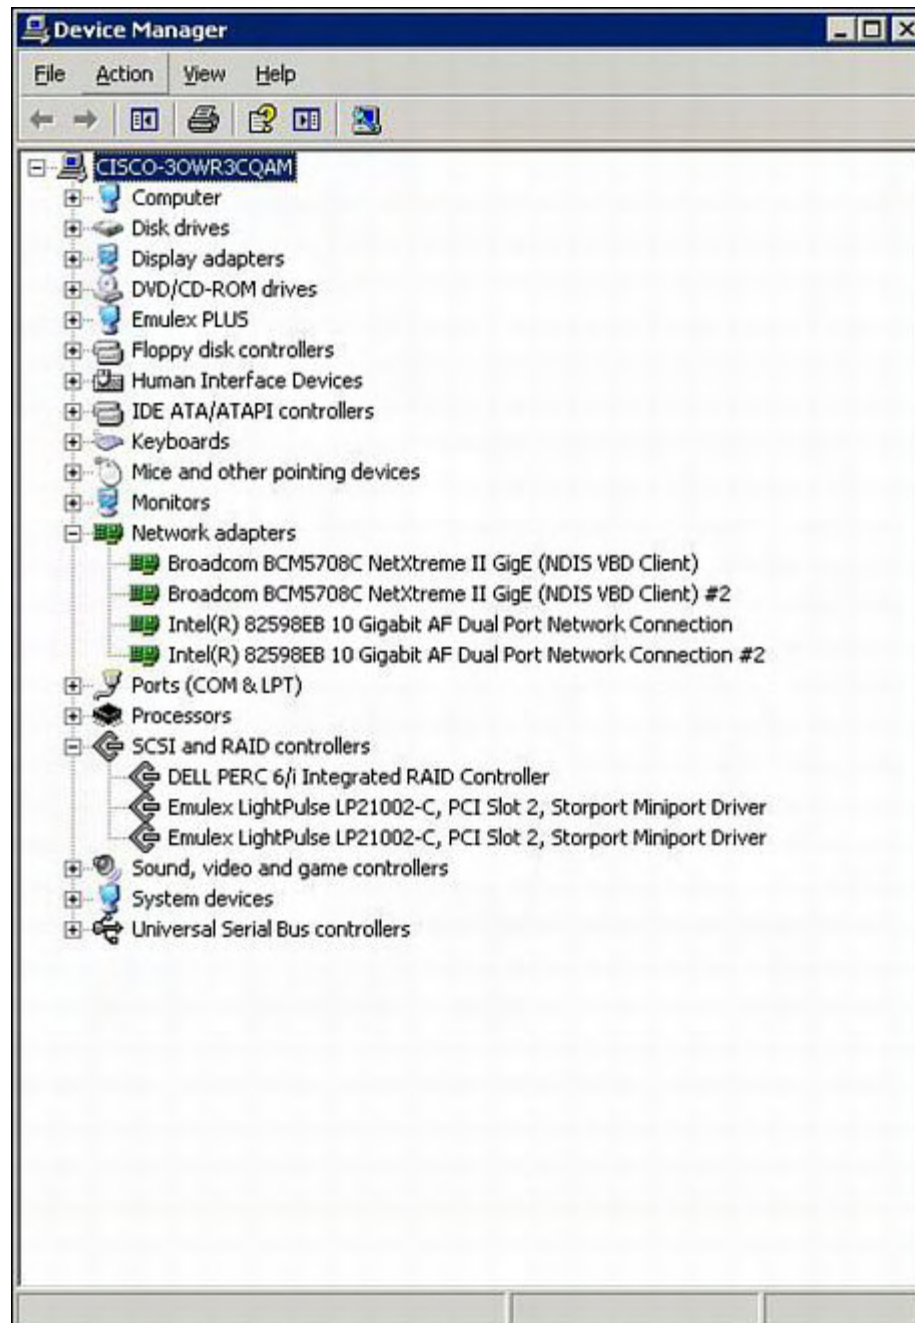 Device Manager
File Action View Help
CISCO-3OWR3CQAM
Computer
Disk drives
Display adapters
DVD/CD-ROM drives
Emulex PLUS
Floppy disk controllers
Human Interface Devices
IDE ATA/ATAPI controllers
Keyboards
Mice and other pointing devices
Monitors
Network adapters
Broadcom BCM5708C NetXtreme II GigE (NDIS VBD Client)
Broadcom BCM5708C NetXtreme II GigE (NDIS VBD Client) #2
Intel(R) 82598EB 10 Gigabit AF Dual Port Network Connection
Intel(R) 82598EB 10 Gigabit AF Dual Port Network Connection #2
Ports (COM & LPT)
Processors
SCSI and RAID controllers
DELL PERC 6/i Integrated RAID Controller
Emulex LightPulse LP21002-C, PCI Slot 2, Storport Miniport Driver
Emulex LightPulse LP21002-C, PCI Slot 2, Storport Miniport Driver
Sound, video and game controllers
System devices
Universal Serial Bus controllers